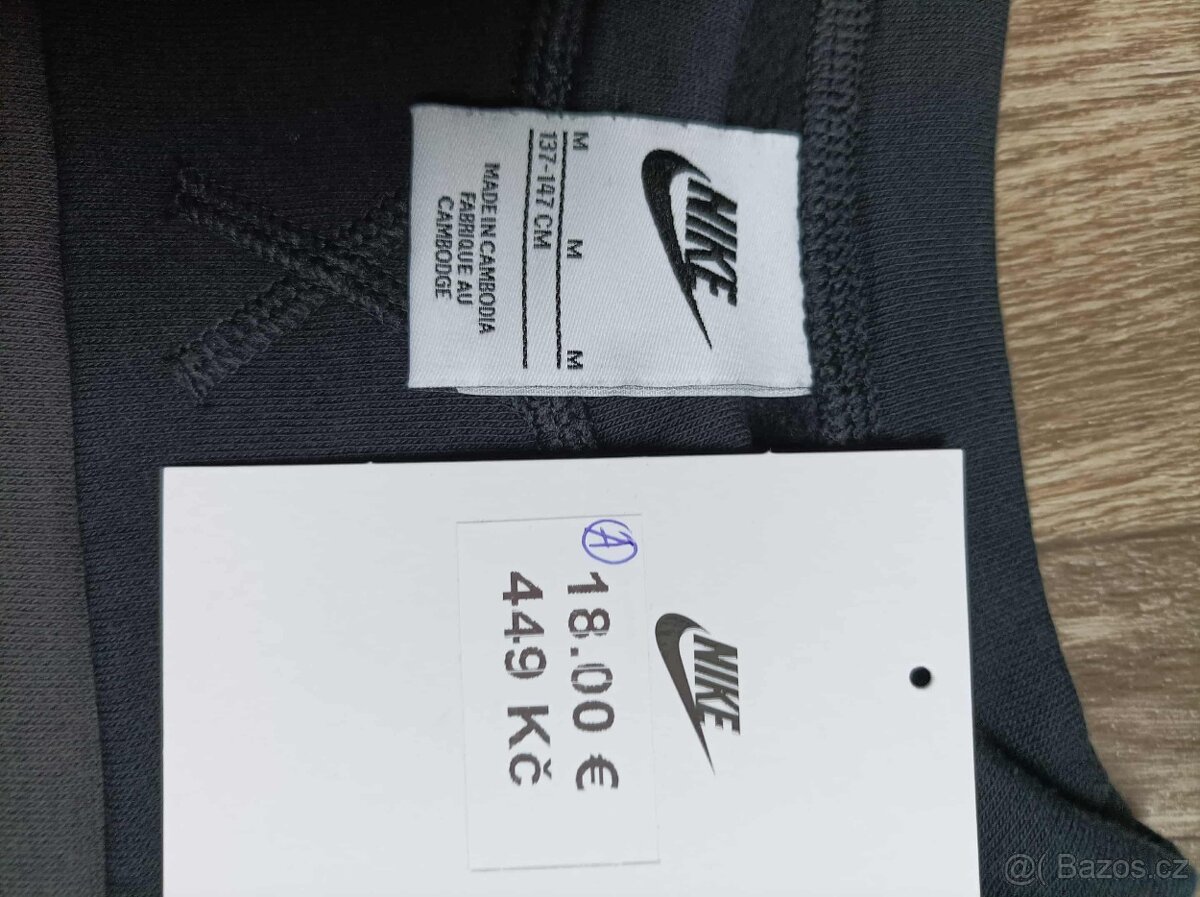 NIKE
M M M
137-147 CM
MADE IN CAMBODIA
FABRIQUE AU
CAMBODGE
NIKE
A
18.00 €
449 Kč
@( Bazos.cz